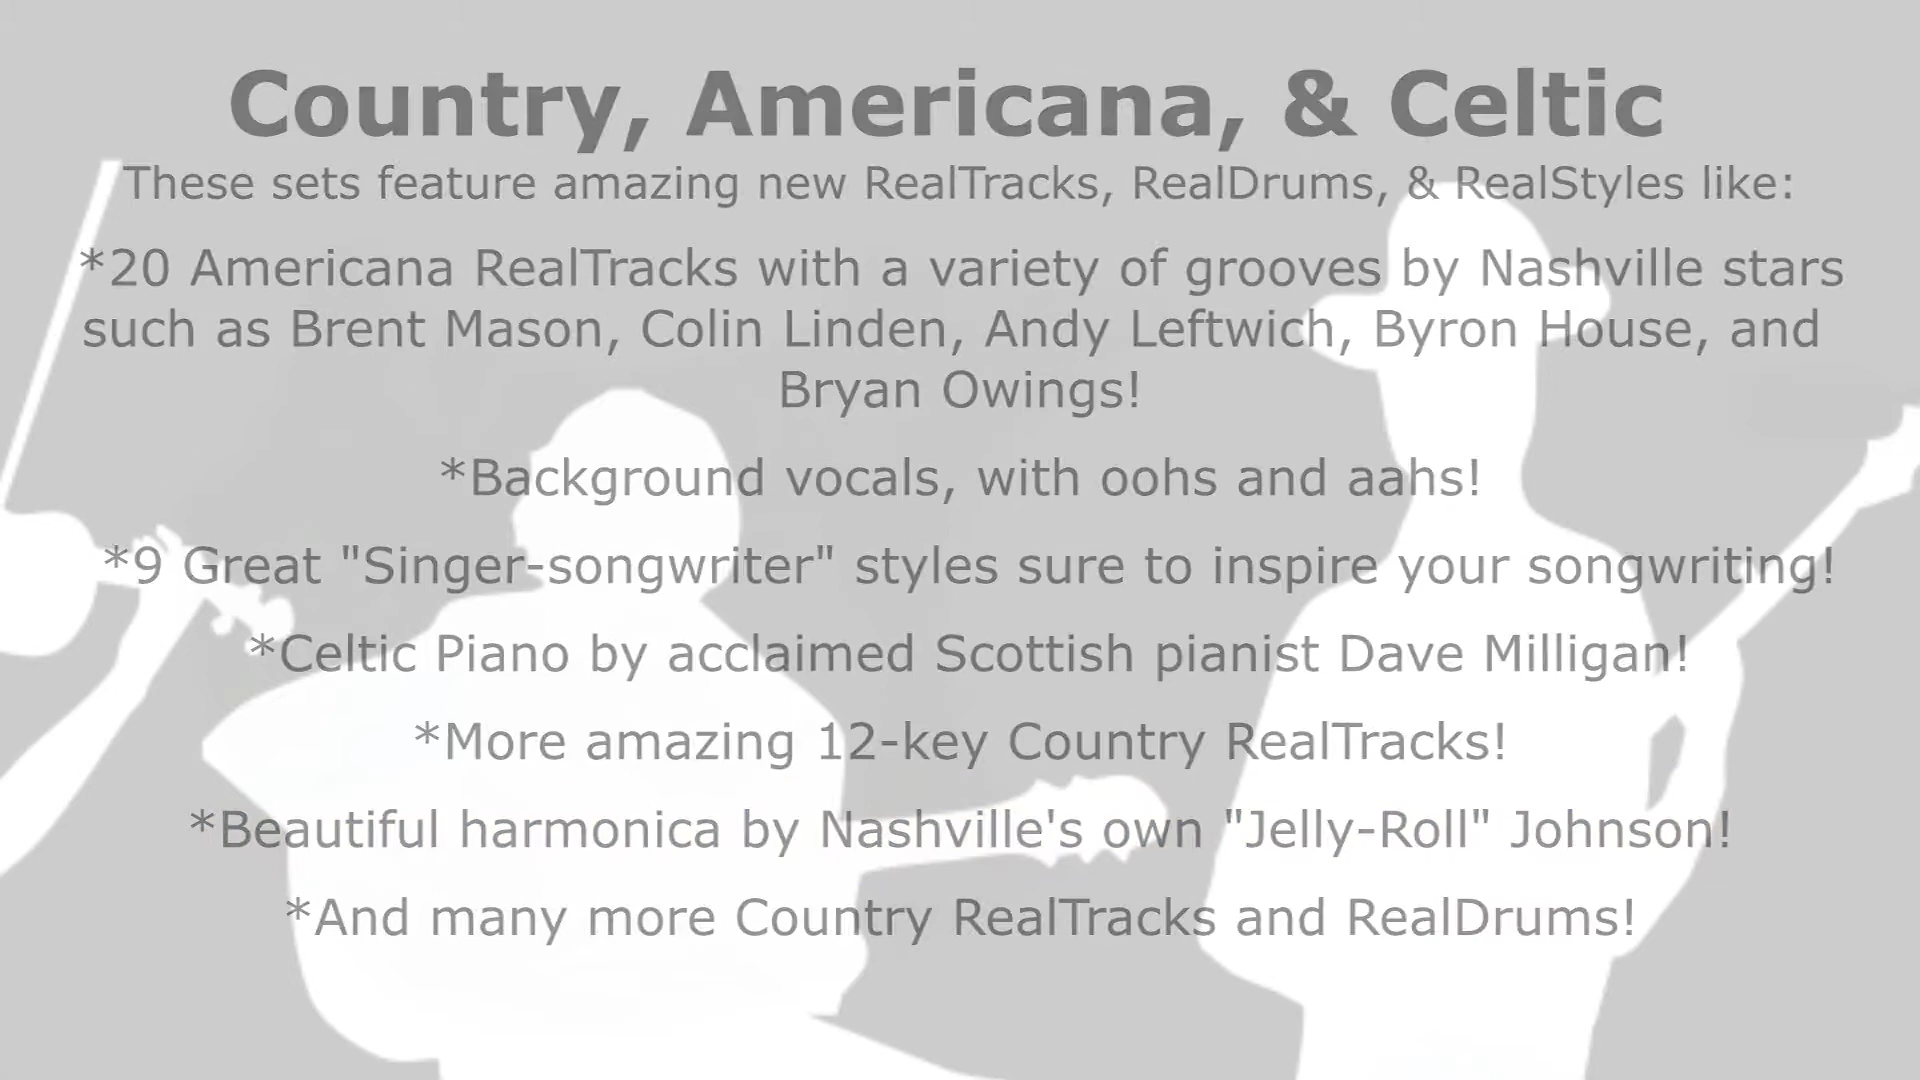 Country, Americana, & Celtic
These sets feature amazing new RealTracks, RealDrums, & RealStyles like:
*20 Americana RealTracks with a variety of grooves by Nashville stars
such as Brent Mason, Colin Linden, Andy Leftwich, Byron House, and
Bryan Owings!
*Background vocals, with oohs and aahs!
*9 Great "Singer-songwriter" styles sure to inspire your songwriting!
*Celtic Piano by acclaimed Scottish pianist Dave Milligan!
*More amazing 12-key Country RealTracks!
*Beautiful harmonica by Nashville's own "Jelly-Roll" Johnson!
*And many more Country RealTracks and RealDrums!